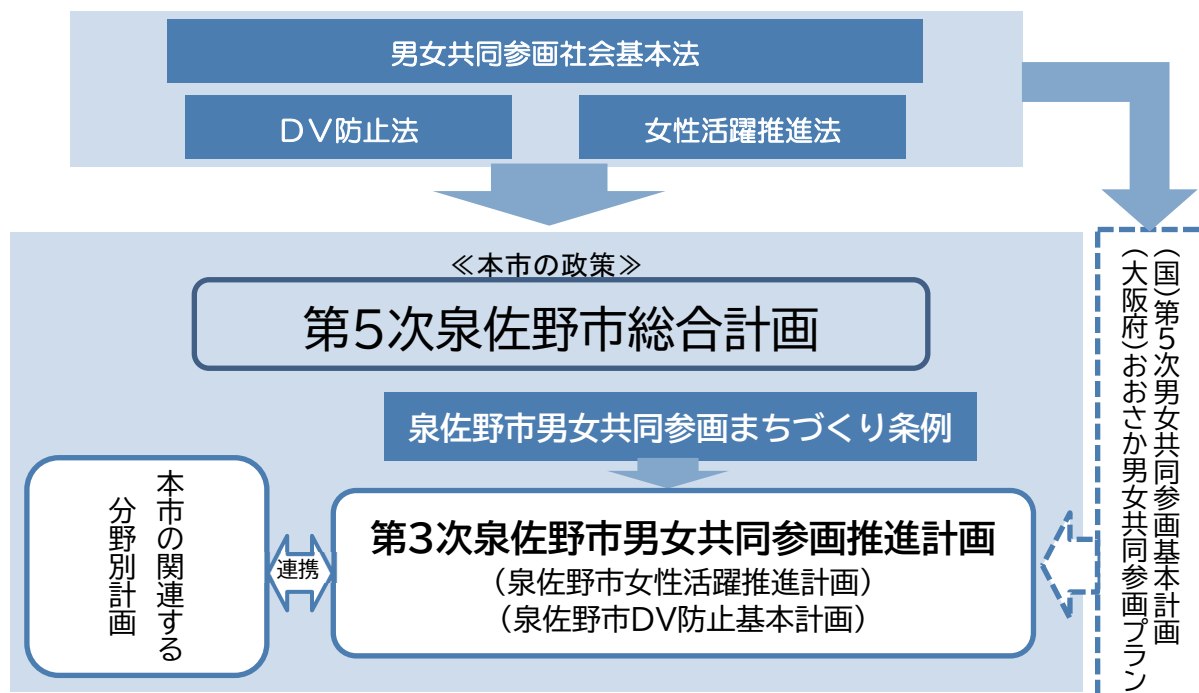 男女共同参画社会基本法
DV防止法
女性活躍推進法
≪本市の政策≫
第5次泉佐野市総合計画
泉佐野市男女共同参画まちづくり条例
第3次泉佐野市男女共同参画推進計画
(泉佐野市女性活躍推進計画)
(泉佐野市DV防止基本計画)
連携
本市の関連する
分野別計画
(国)第5次男女共同参画基本計画
(大阪府)おおさか男女共同参画プラン